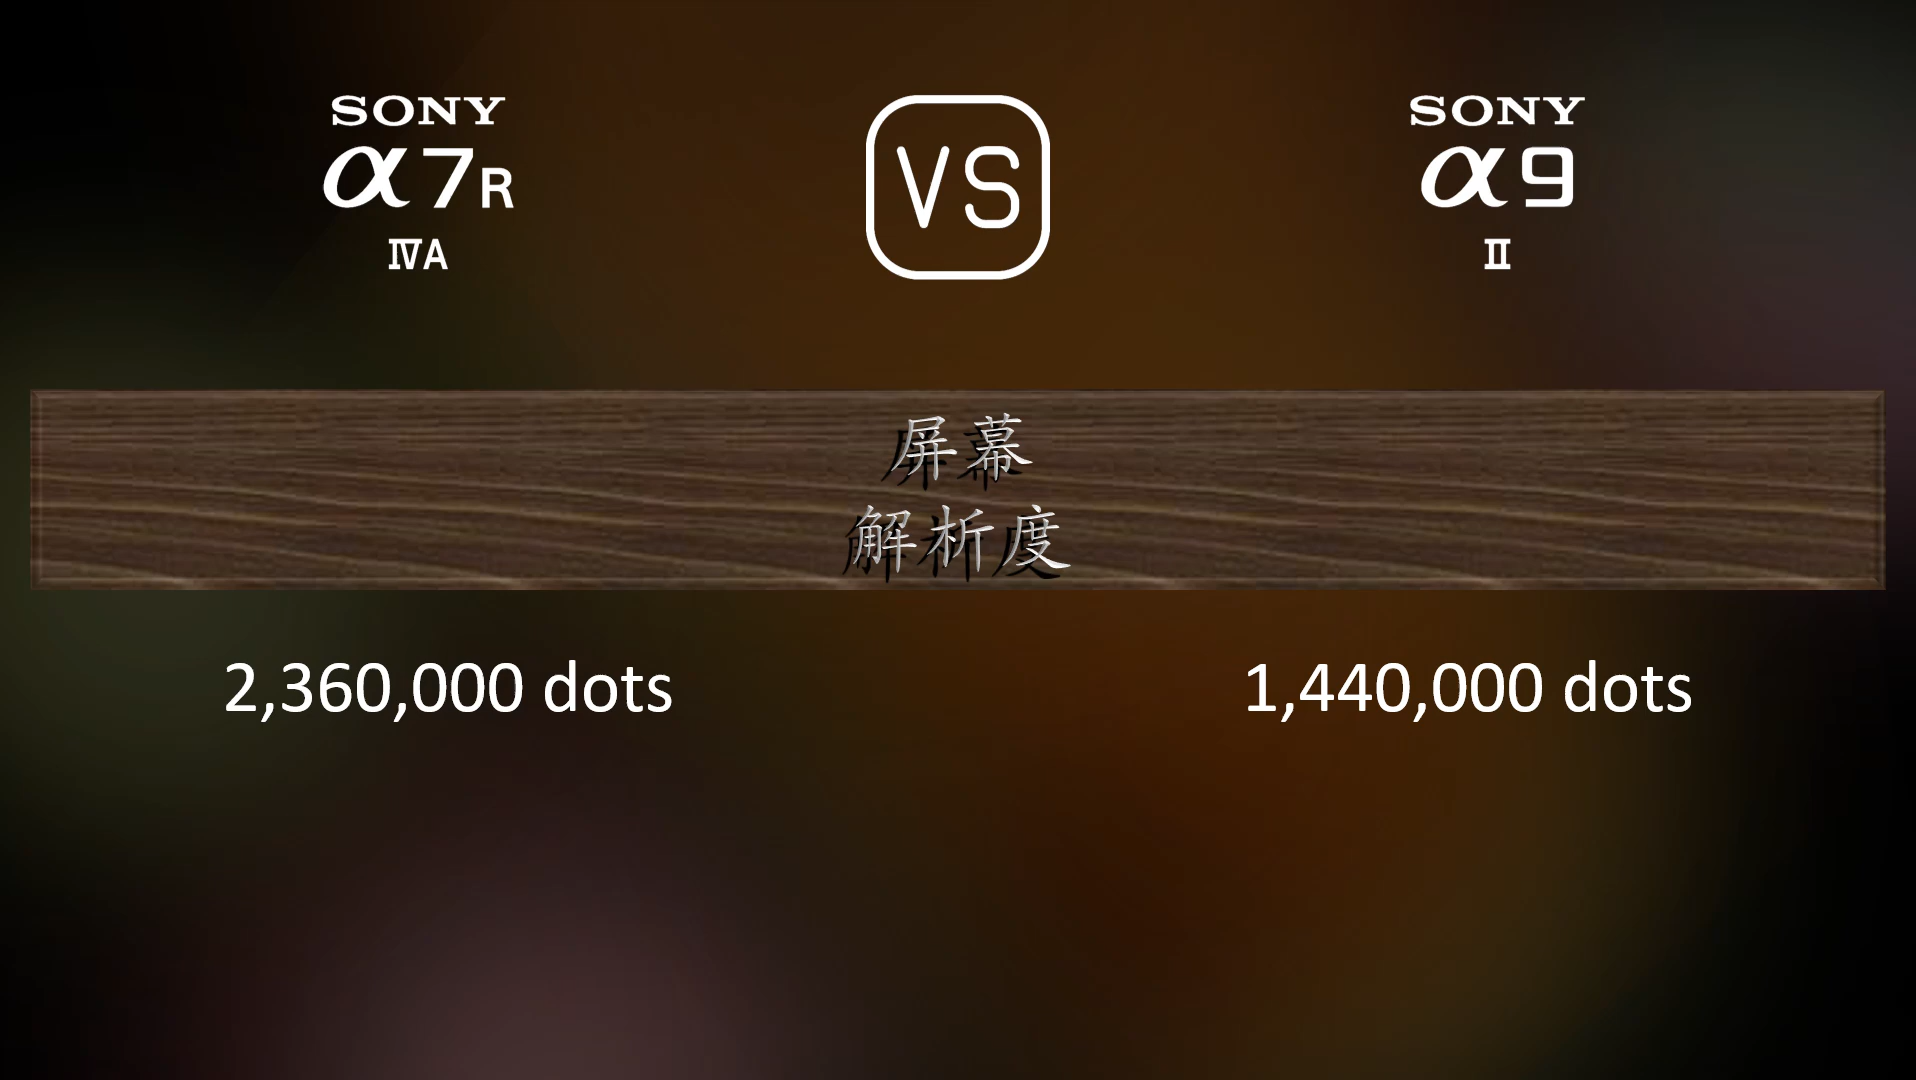 SONY
α7R
IVA
VS
SONY
α9
II
屏幕
解析度
2,360,000 dots
1,440,000 dots